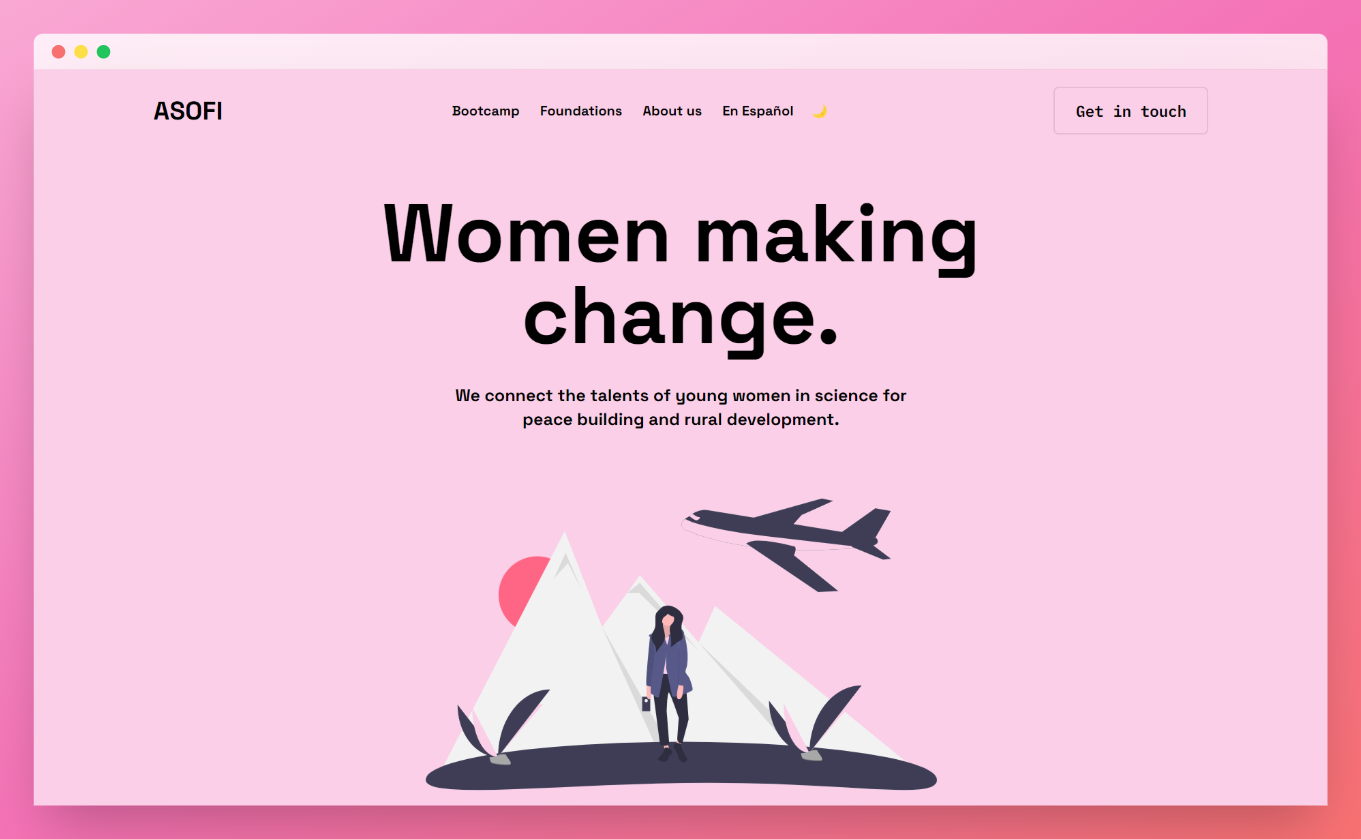 ASOFI
Bootcamp Foundations About us En Español
Get in touch
Women making
change.
We connect the talents of young women in science for
peace building and rural development.